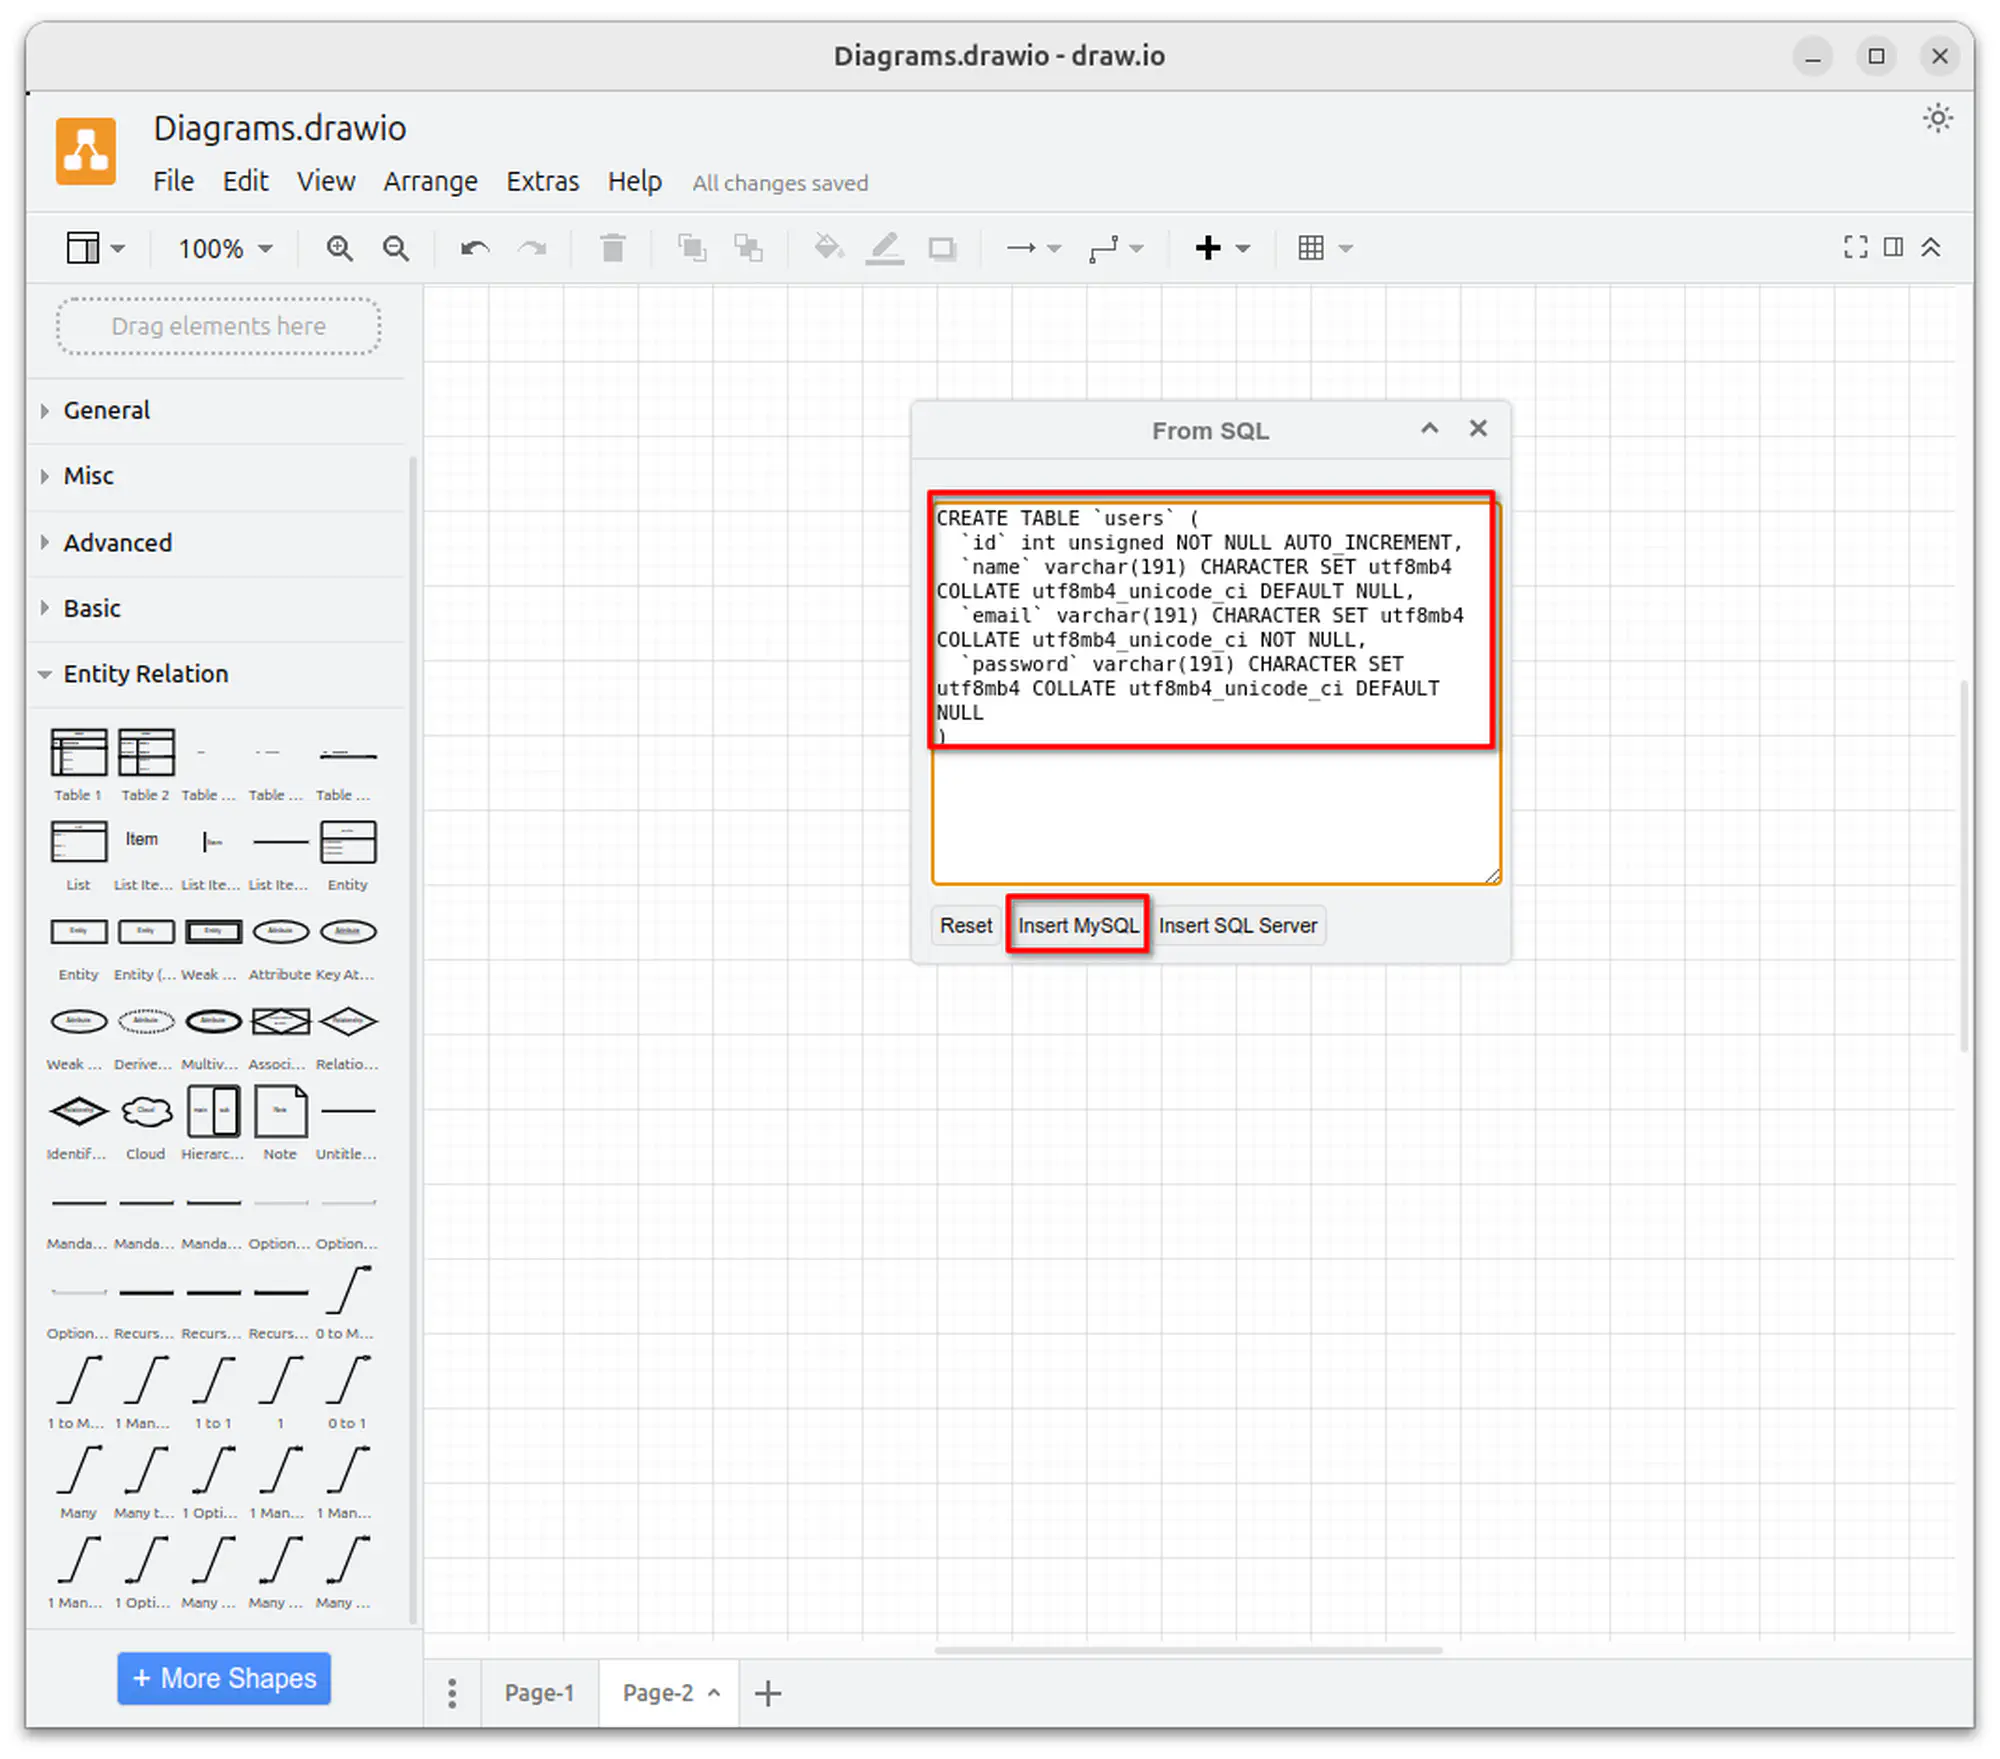 Diagrams.drawio - draw.io
Diagrams.drawio
File Edit View Arrange Extras Help All changes saved
100%
Drag elements here
General
Misc
Advanced
Basic
Entity Relation
Table 1 Table 2 Table ... Table ... Table ...
Item
List List Ite... List Ite... List Ite... Entity
Entity Entity (... Weak ... Attribute Key At...
Weak ... Derive... Multiv... Associ... Relatio...
Identif... Cloud Hierarc... Note Untitle...
Manda... Manda... Manda... Option... Option...
Option... Recurs... Recurs... Recurs... 0 to M...
1 to M... 1 Man... 1 to 1 1 0 to 1
Many Many t... 1 Opti... 1 Man... 1 Man...
1 Man... 1 Opti... Many ... Many ... Many ...
+ More Shapes
From SQL
CREATE TABLE `users` (
`id` int unsigned NOT NULL AUTO_INCREMENT,
`name` varchar(191) CHARACTER SET utf8mb4
COLLATE utf8mb4_unicode_ci DEFAULT NULL,
`email` varchar(191) CHARACTER SET utf8mb4
COLLATE utf8mb4_unicode_ci NOT NULL,
`password` varchar(191) CHARACTER SET
utf8mb4 COLLATE utf8mb4_unicode_ci DEFAULT
NULL
)
Reset Insert MySQL Insert SQL Server
Page-1 Page-2